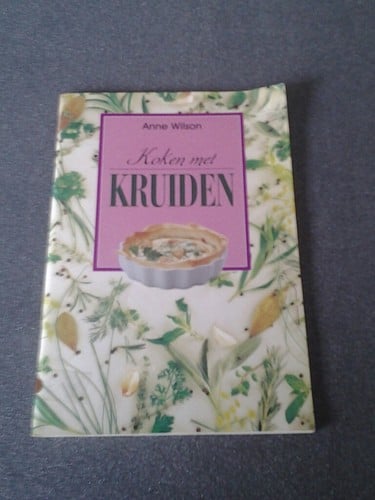 Anne Wilson
Koken met
KRUIDEN